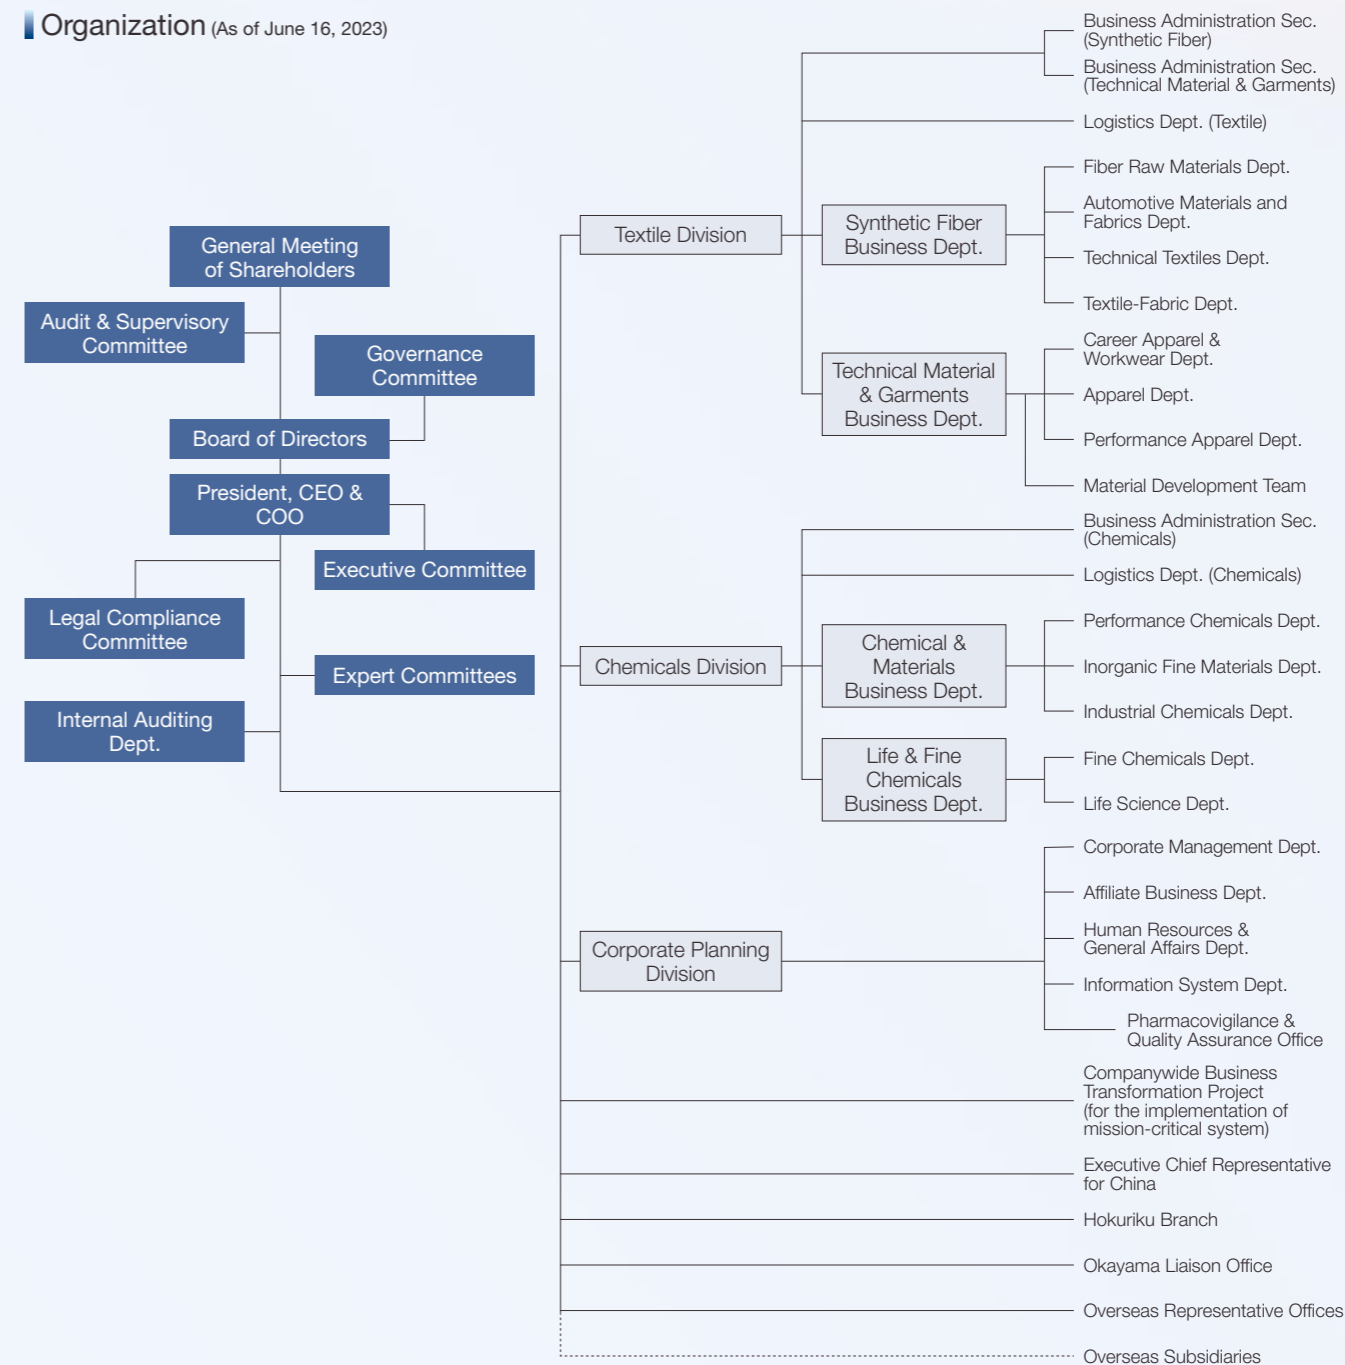 Organization (As of June 16, 2023)
General Meeting
of Shareholders
Audit & Supervisory
Committee
Governance
Committee
Board of Directors
President, CEO &
COO
Executive Committee
Legal Compliance
Committee
Expert Committees
Internal Auditing
Dept.
Textile Division
Business Administration Sec.
(Synthetic Fiber)
Business Administration Sec.
(Technical Material & Garments)
Logistics Dept. (Textile)
Synthetic Fiber
Business Dept.
Fiber Raw Materials Dept.
Automotive Materials and
Fabrics Dept.
Technical Textiles Dept.
Textile-Fabric Dept.
Technical Material
& Garments
Business Dept.
Career Apparel &
Workwear Dept.
Apparel Dept.
Performance Apparel Dept.
Material Development Team
Chemicals Division
Business Administration Sec.
(Chemicals)
Logistics Dept. (Chemicals)
Chemical &
Materials
Business Dept.
Performance Chemicals Dept.
Inorganic Fine Materials Dept.
Industrial Chemicals Dept.
Life & Fine
Chemicals
Business Dept.
Fine Chemicals Dept.
Life Science Dept.
Corporate Planning
Division
Corporate Management Dept.
Affiliate Business Dept.
Human Resources &
General Affairs Dept.
Information System Dept.
Pharmacovigilance &
Quality Assurance Office
Companywide Business
Transformation Project
(for the implementation of
mission-critical system)
Executive Chief Representative
for China
Hokuriku Branch
Okayama Liaison Office
Overseas Representative Offices
Overseas Subsidiaries